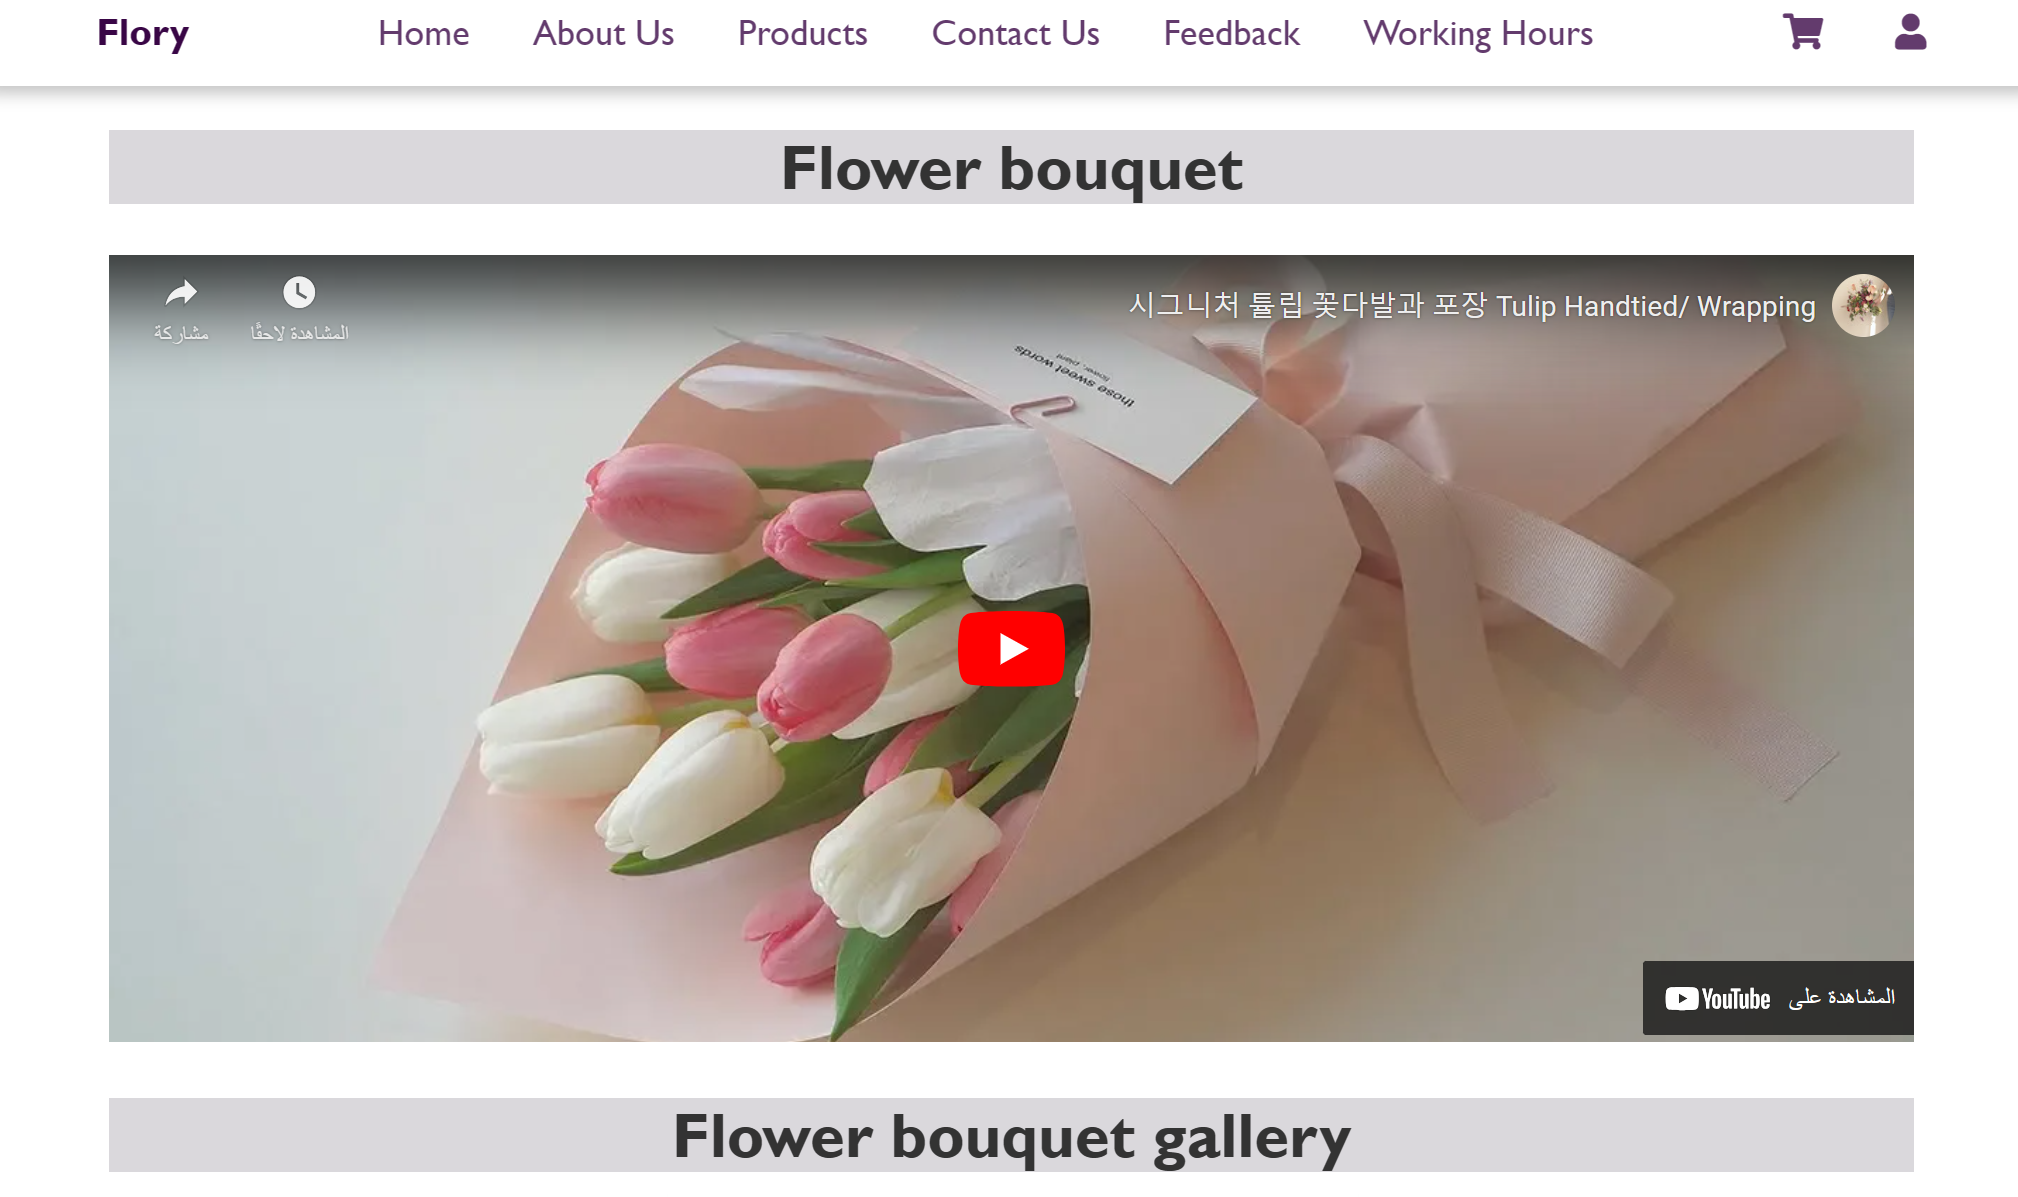 Flory Home About Us Products Contact Us Feedback Working Hours
Flower bouquet
مشاركة المشاهدة لاحقًا
시그니처 튤립 꽃다발과 포장 Tulip Handtied/ Wrapping
those sweet words
flower, plant
المشاهدة على YouTube
Flower bouquet gallery